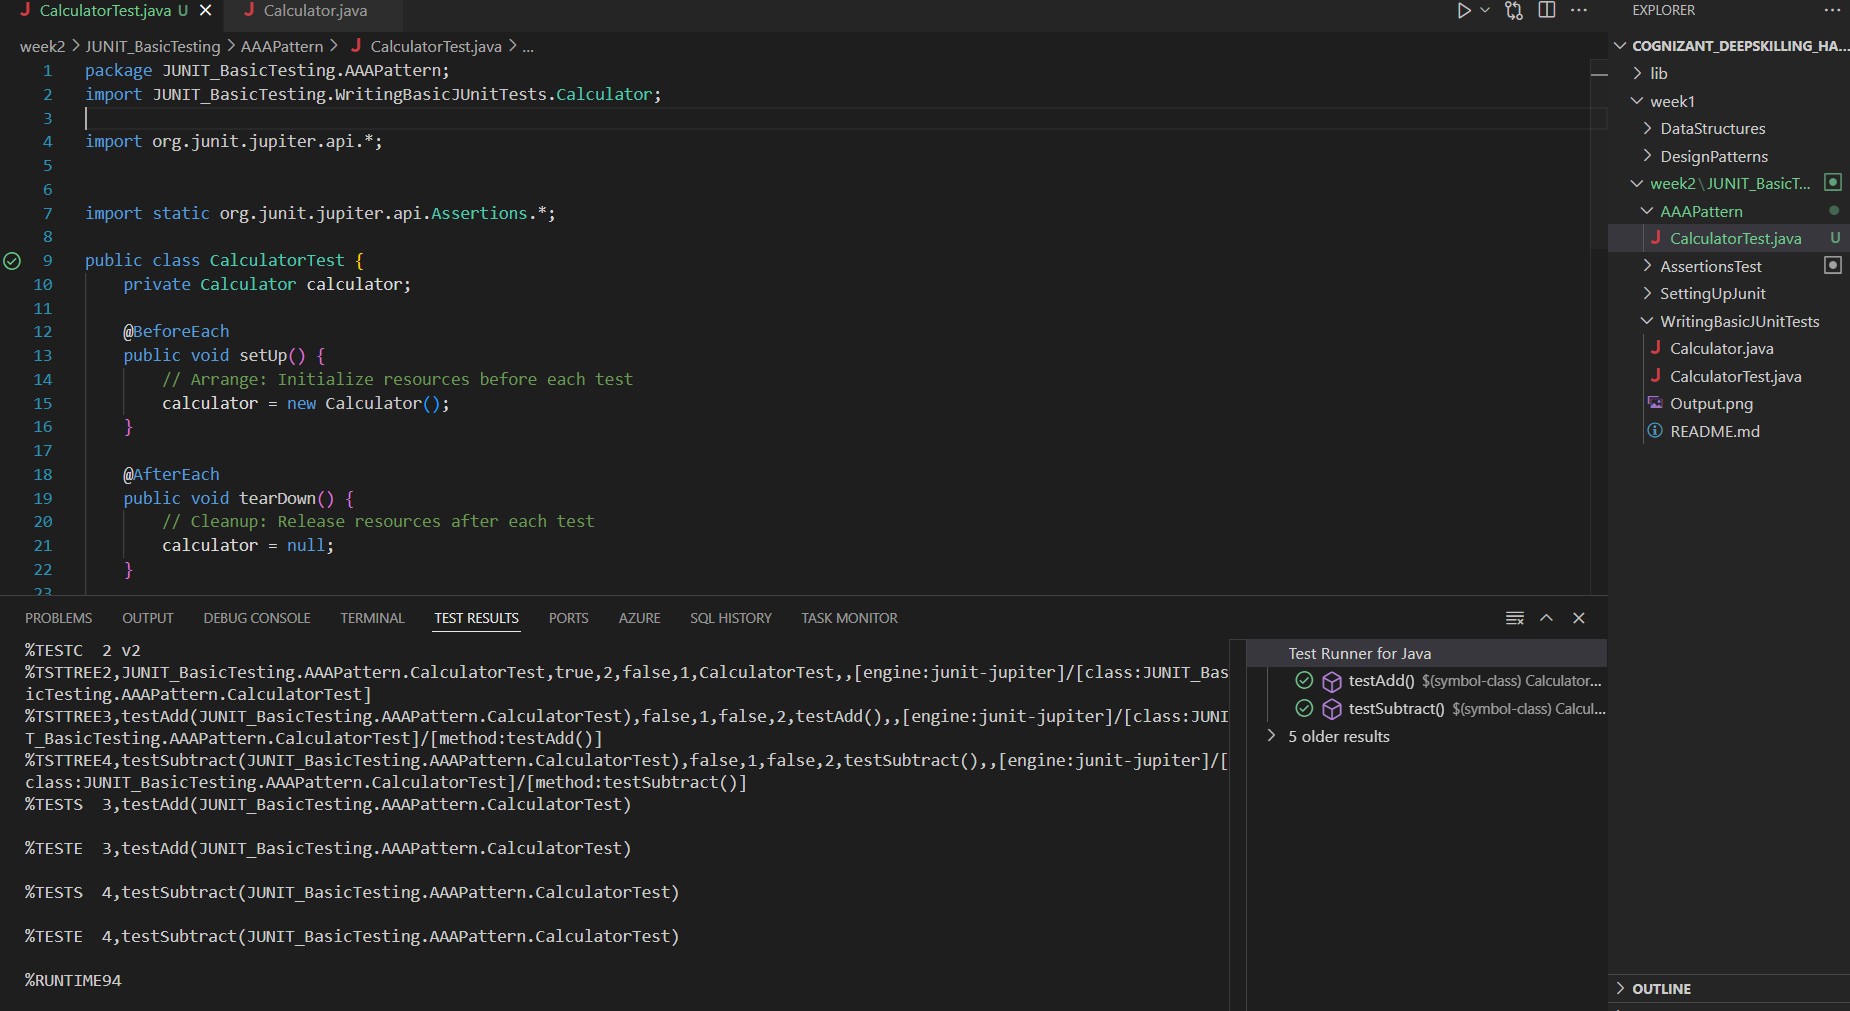 CalculatorTest.java U
Calculator.java
week2 > JUNIT_BasicTesting > AAAPattern > J CalculatorTest.java > ...
1 package JUNIT_BasicTesting.AAAPattern;
2 import JUNIT_BasicTesting.WritingBasicJUnitTests.Calculator;
3
4 import org.junit.jupiter.api.*;
5
6
7 import static org.junit.jupiter.api.Assertions.*;
8
9 public class CalculatorTest {
10 private Calculator calculator;
11
12 @BeforeEach
13 public void setUp() {
14 // Arrange: Initialize resources before each test
15 calculator = new Calculator();
16 }
17
18 @AfterEach
19 public void tearDown() {
20 // Cleanup: Release resources after each test
21 calculator = null;
22 }
23
PROBLEMS OUTPUT DEBUG CONSOLE TERMINAL TEST RESULTS PORTS AZURE SQL HISTORY TASK MONITOR
%TESTC 2 v2
%TSTTREE2,JUNIT_BasicTesting.AAAPattern.CalculatorTest,true,2,false,1,CalculatorTest,,[engine:junit-jupiter]/[class:JUNIT_Bas
icTesting.AAAPattern.CalculatorTest]
%TSTTREE3,testAdd(JUNIT_BasicTesting.AAAPattern.CalculatorTest),false,1,false,2,testAdd(),,[engine:junit-jupiter]/[class:JUNI
T_BasicTesting.AAAPattern.CalculatorTest]/[method:testAdd()]
%TSTTREE4,testSubtract(JUNIT_BasicTesting.AAAPattern.CalculatorTest),false,1,false,2,testSubtract(),,[engine:junit-jupiter]/[
class:JUNIT_BasicTesting.AAAPattern.CalculatorTest]/[method:testSubtract()]
%TESTS 3,testAdd(JUNIT_BasicTesting.AAAPattern.CalculatorTest)
%TESTE 3,testAdd(JUNIT_BasicTesting.AAAPattern.CalculatorTest)
%TESTS 4,testSubtract(JUNIT_BasicTesting.AAAPattern.CalculatorTest)
%TESTE 4,testSubtract(JUNIT_BasicTesting.AAAPattern.CalculatorTest)
%RUNTIME94
Test Runner for Java
testAdd() $(symbol-class) Calculator...
testSubtract() $(symbol-class) Calcul...
5 older results
EXPLORER
COGNIZANT_DEEPSKILLING_HA...
lib
week1
DataStructures
DesignPatterns
week2\JUNIT_BasicT...
AAAPattern
CalculatorTest.java U
AssertionsTest
SettingUpJunit
WritingBasicJUnitTests
Calculator.java
CalculatorTest.java
Output.png
README.md
OUTLINE